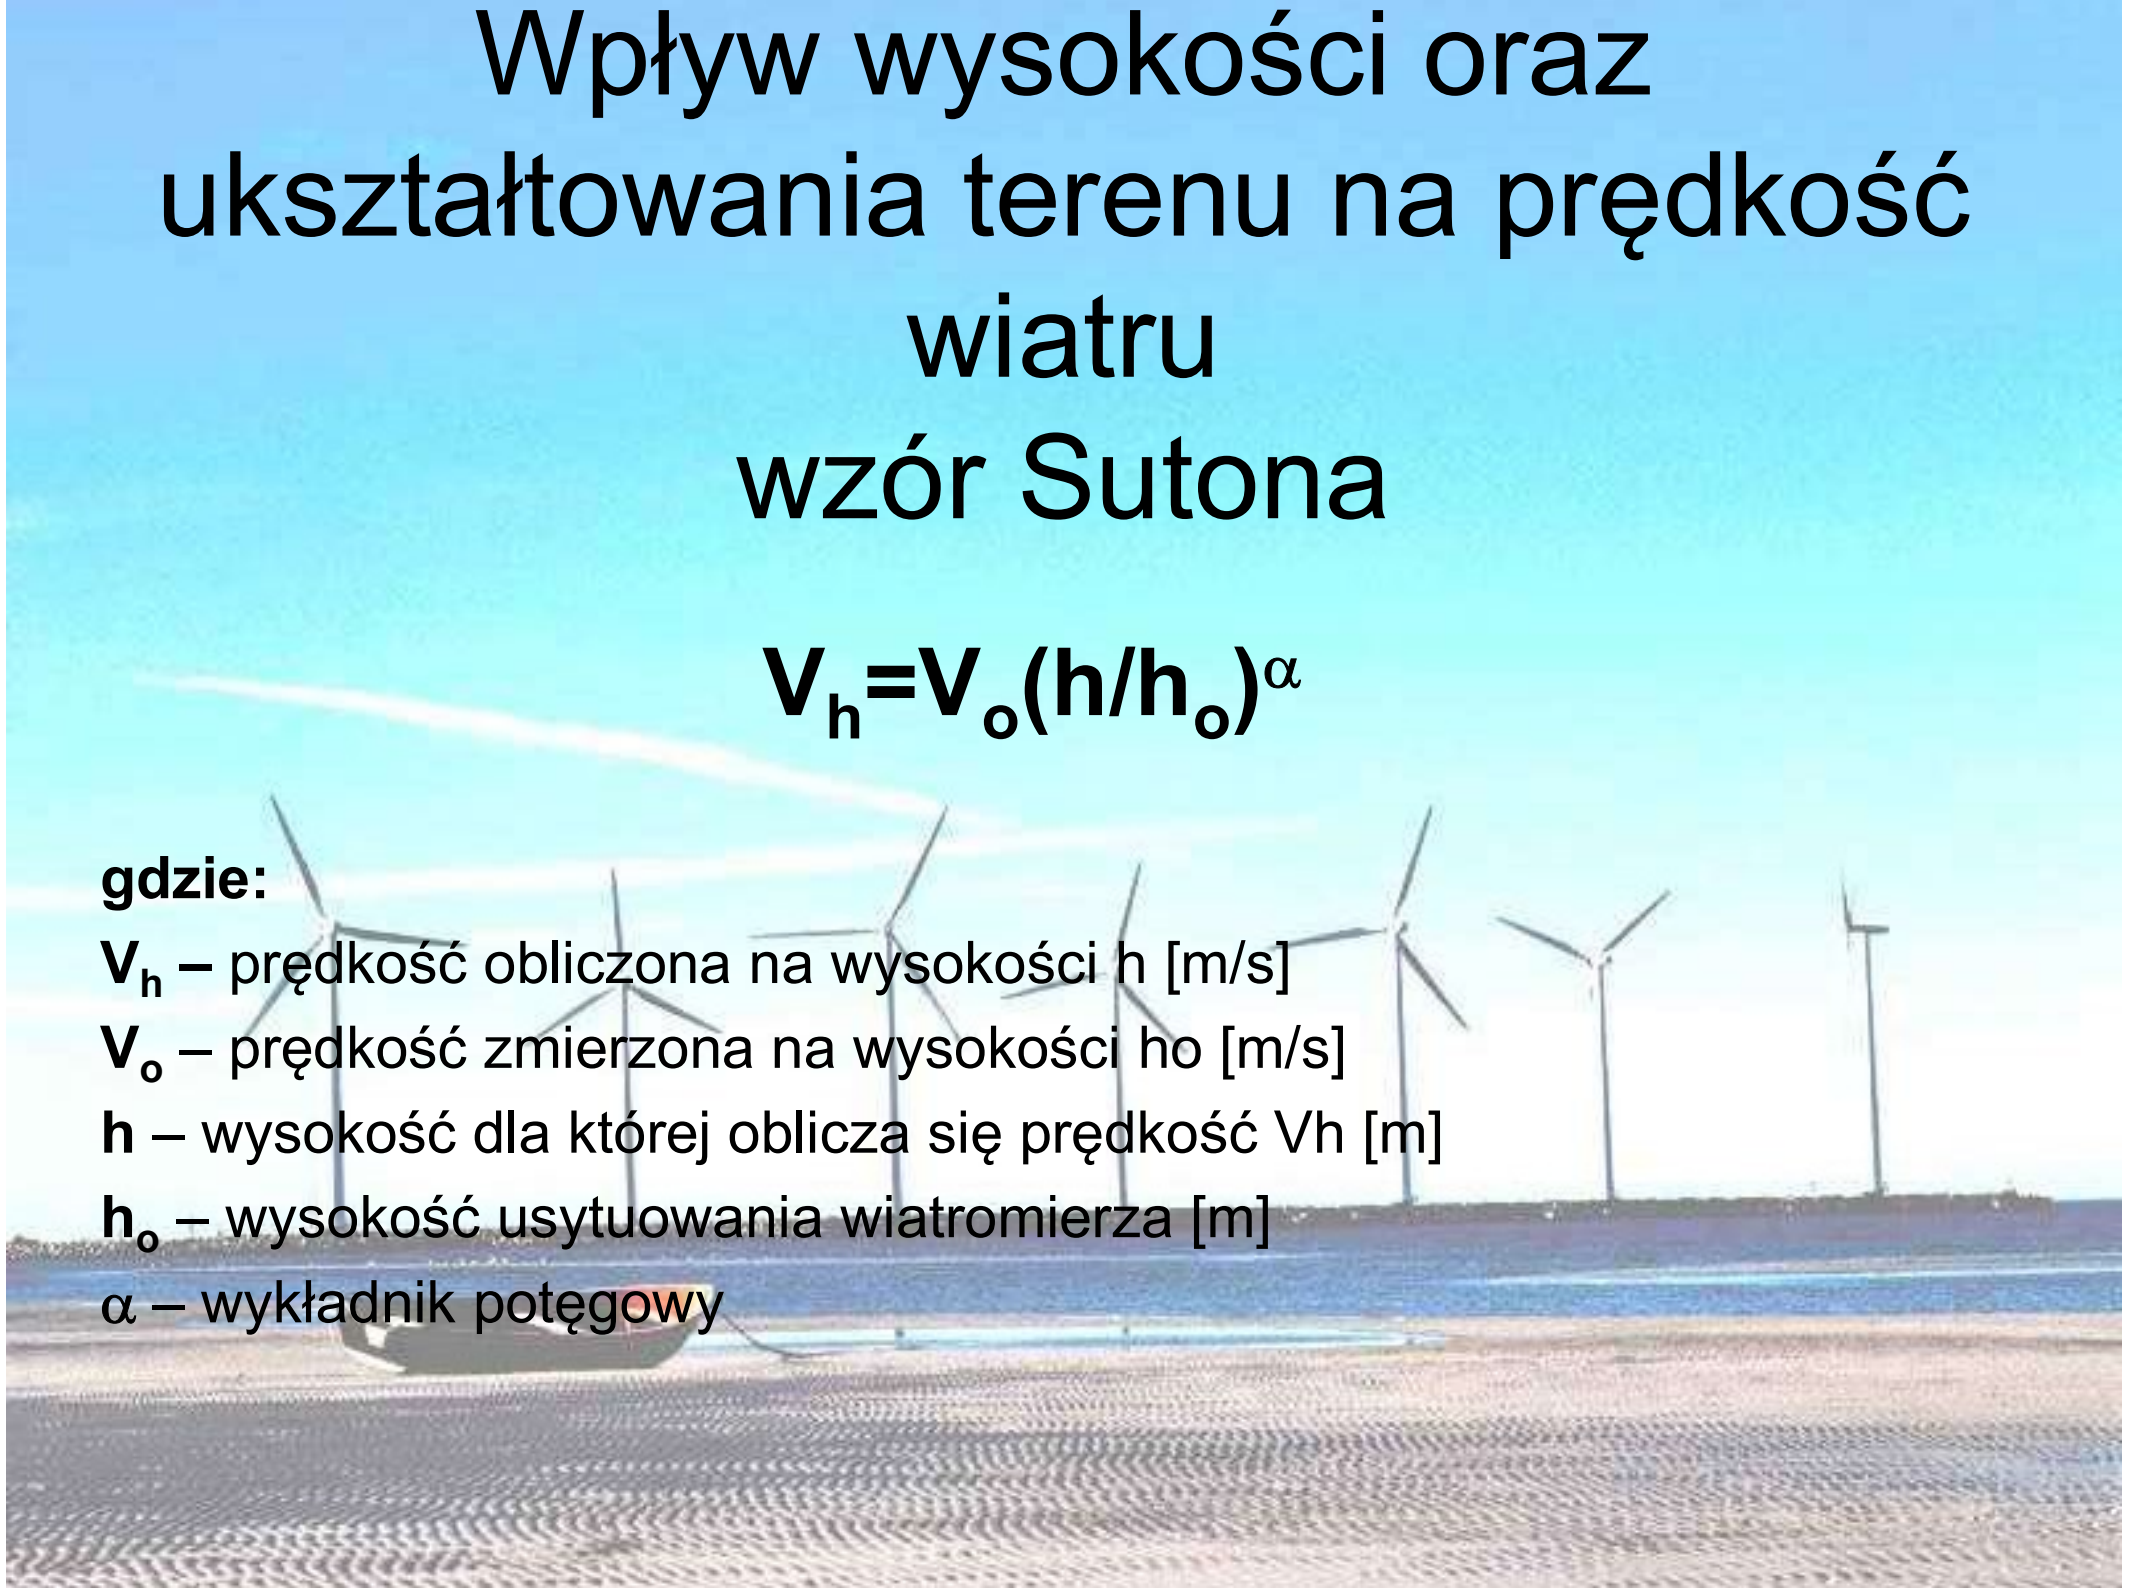 Wpływ wysokości oraz
ukształtowania terenu na prędkość
wiatru
wzór Sutona
Vₕ=Vₒ(h/hₒ)ᵅ
gdzie:
Vₕ – prędkość obliczona na wysokości h [m/s]
Vₒ – prędkość zmierzona na wysokości ho [m/s]
h – wysokość dla której oblicza się prędkość Vh [m]
hₒ – wysokość usytuowania wiatromierza [m]
α – wykładnik potęgowy